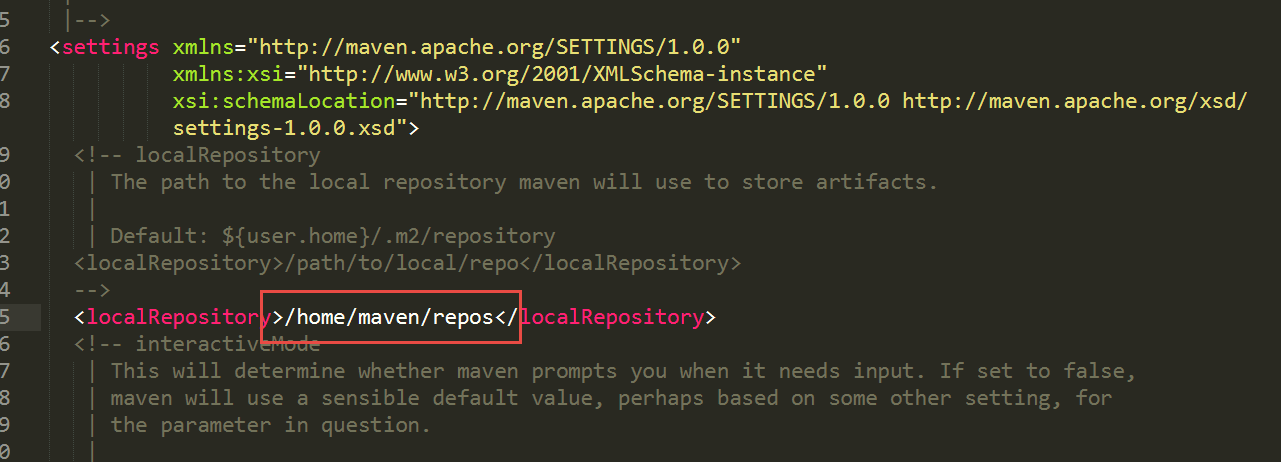 5   |-->
6 <settings xmlns="http://maven.apache.org/SETTINGS/1.0.0"
7           xmlns:xsi="http://www.w3.org/2001/XMLSchema-instance"
8           xsi:schemaLocation="http://maven.apache.org/SETTINGS/1.0.0 http://maven.apache.org/xsd/
          settings-1.0.0.xsd">
9   <!-- localRepository
0    | The path to the local repository maven will use to store artifacts.
1    |
2    | Default: ${user.home}/.m2/repository
3   <localRepository>/path/to/local/repo</localRepository>
4   -->
5   <localRepository>/home/maven/repos</localRepository>
6   <!-- interactiveMode
7    | This will determine whether maven prompts you when it needs input. If set to false,
8    | maven will use a sensible default value, perhaps based on some other setting, for
9    | the parameter in question.
0    |